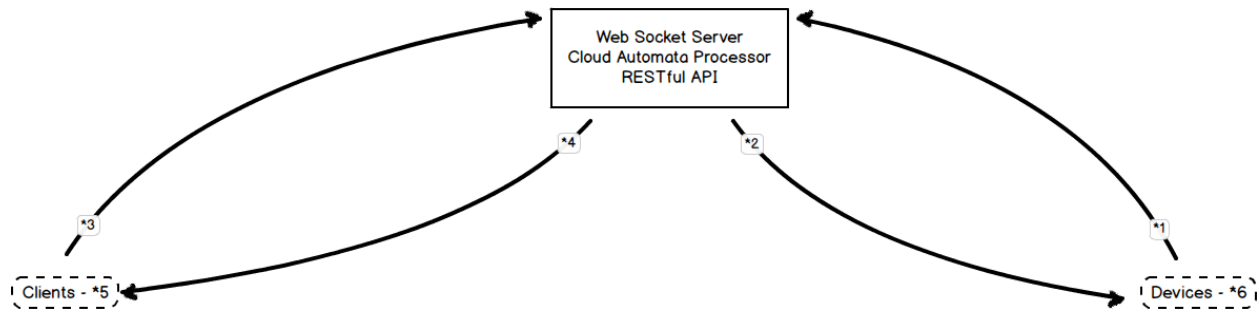 Web Socket Server
Cloud Automata Processor
RESTful API
*4
*2
*3
*1
Clients - *5
Devices - *6